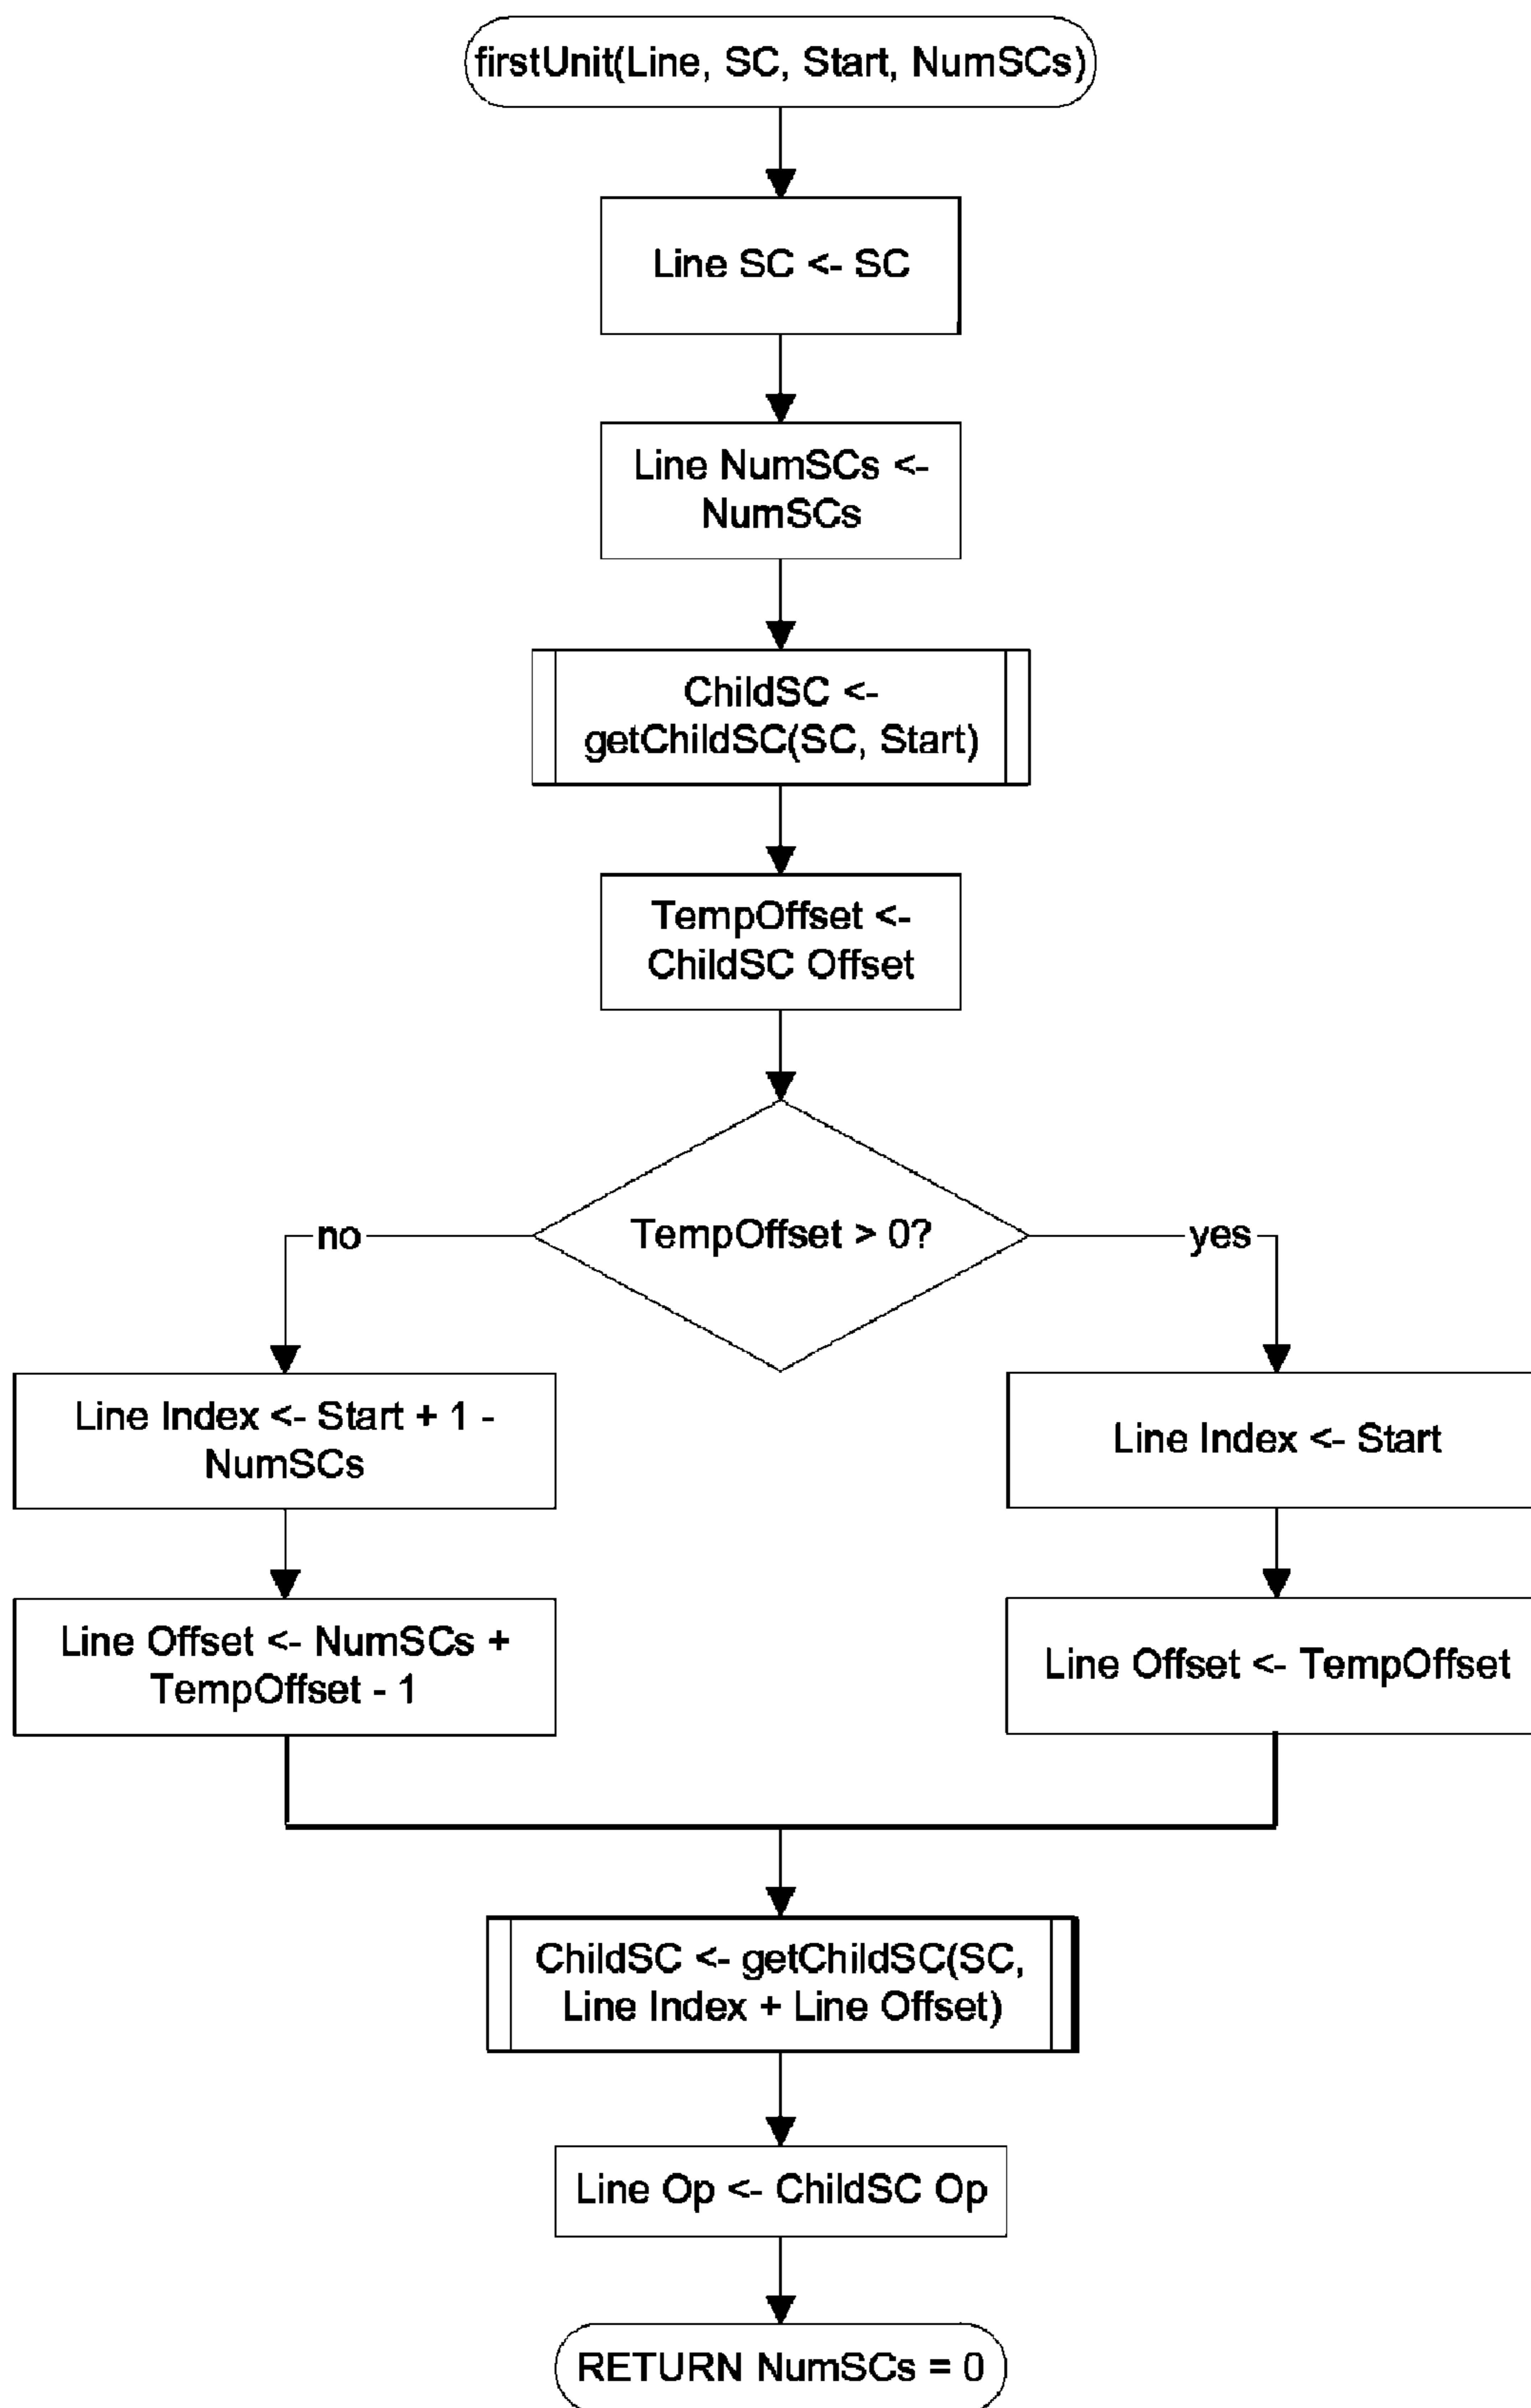 firstUnit(Line, SC, Start, NumSCs)
Line SC <- SC
Line NumSCs <-
NumSCs
ChildSC <-
getChildSC(SC, Start)
TempOffset <-
ChildSC Offset
TempOffset > 0?
no
yes
Line Index <- Start + 1 -
NumSCs
Line Index <- Start
Line Offset <- NumSCs +
TempOffset - 1
Line Offset <- TempOffset
ChildSC <- getChildSC(SC,
Line Index + Line Offset)
Line Op <- ChildSC Op
RETURN NumSCs = 0